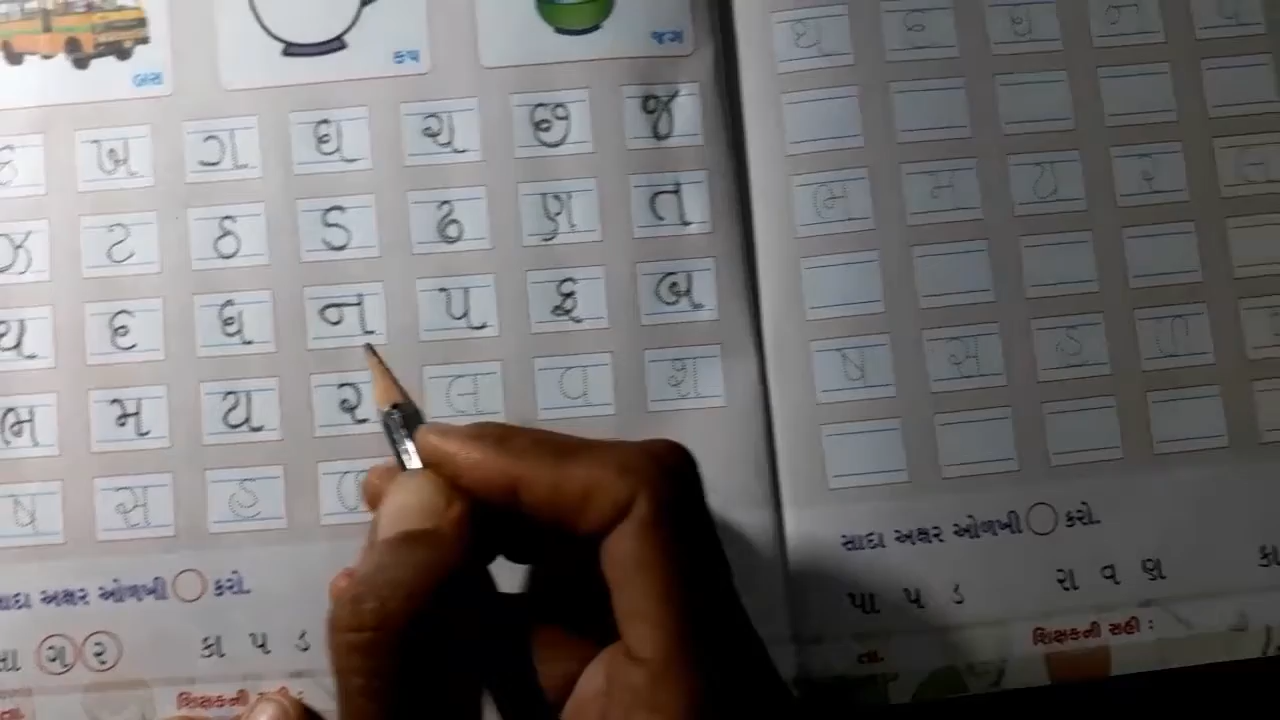 બસ કપ જગ
ખ ગ ઘ ચ છ જ
ઝ ટ ઠ ડ ઢ ણ ત
થ દ ધ ન પ ફ બ
ભ મ ય ર લ વ શ
ષ સ હ ળ
સાદા અક્ષર ઓળખી કરો.
સા ગ ર કા પ ડ
શિક્ષકની સહી :
તા.
ભ મ ય ર લ
ષ સ હ ળ
સાદા અક્ષર ઓળખી કરો.
પા પ ડ રા વ ણ કા
શિક્ષકની સહી :
તા.